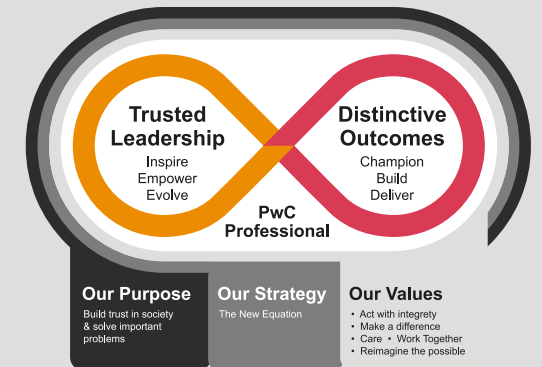 Trusted
Leadership
Inspire
Empower
Evolve
Distinctive
Outcomes
Champion
Build
Deliver
PwC
Professional
Our Purpose
Build trust in society
& solve important
problems
Our Strategy
The New Equation
Our Values
• Act with integrety
• Make a difference
• Care • Work Together
• Reimagine the possible